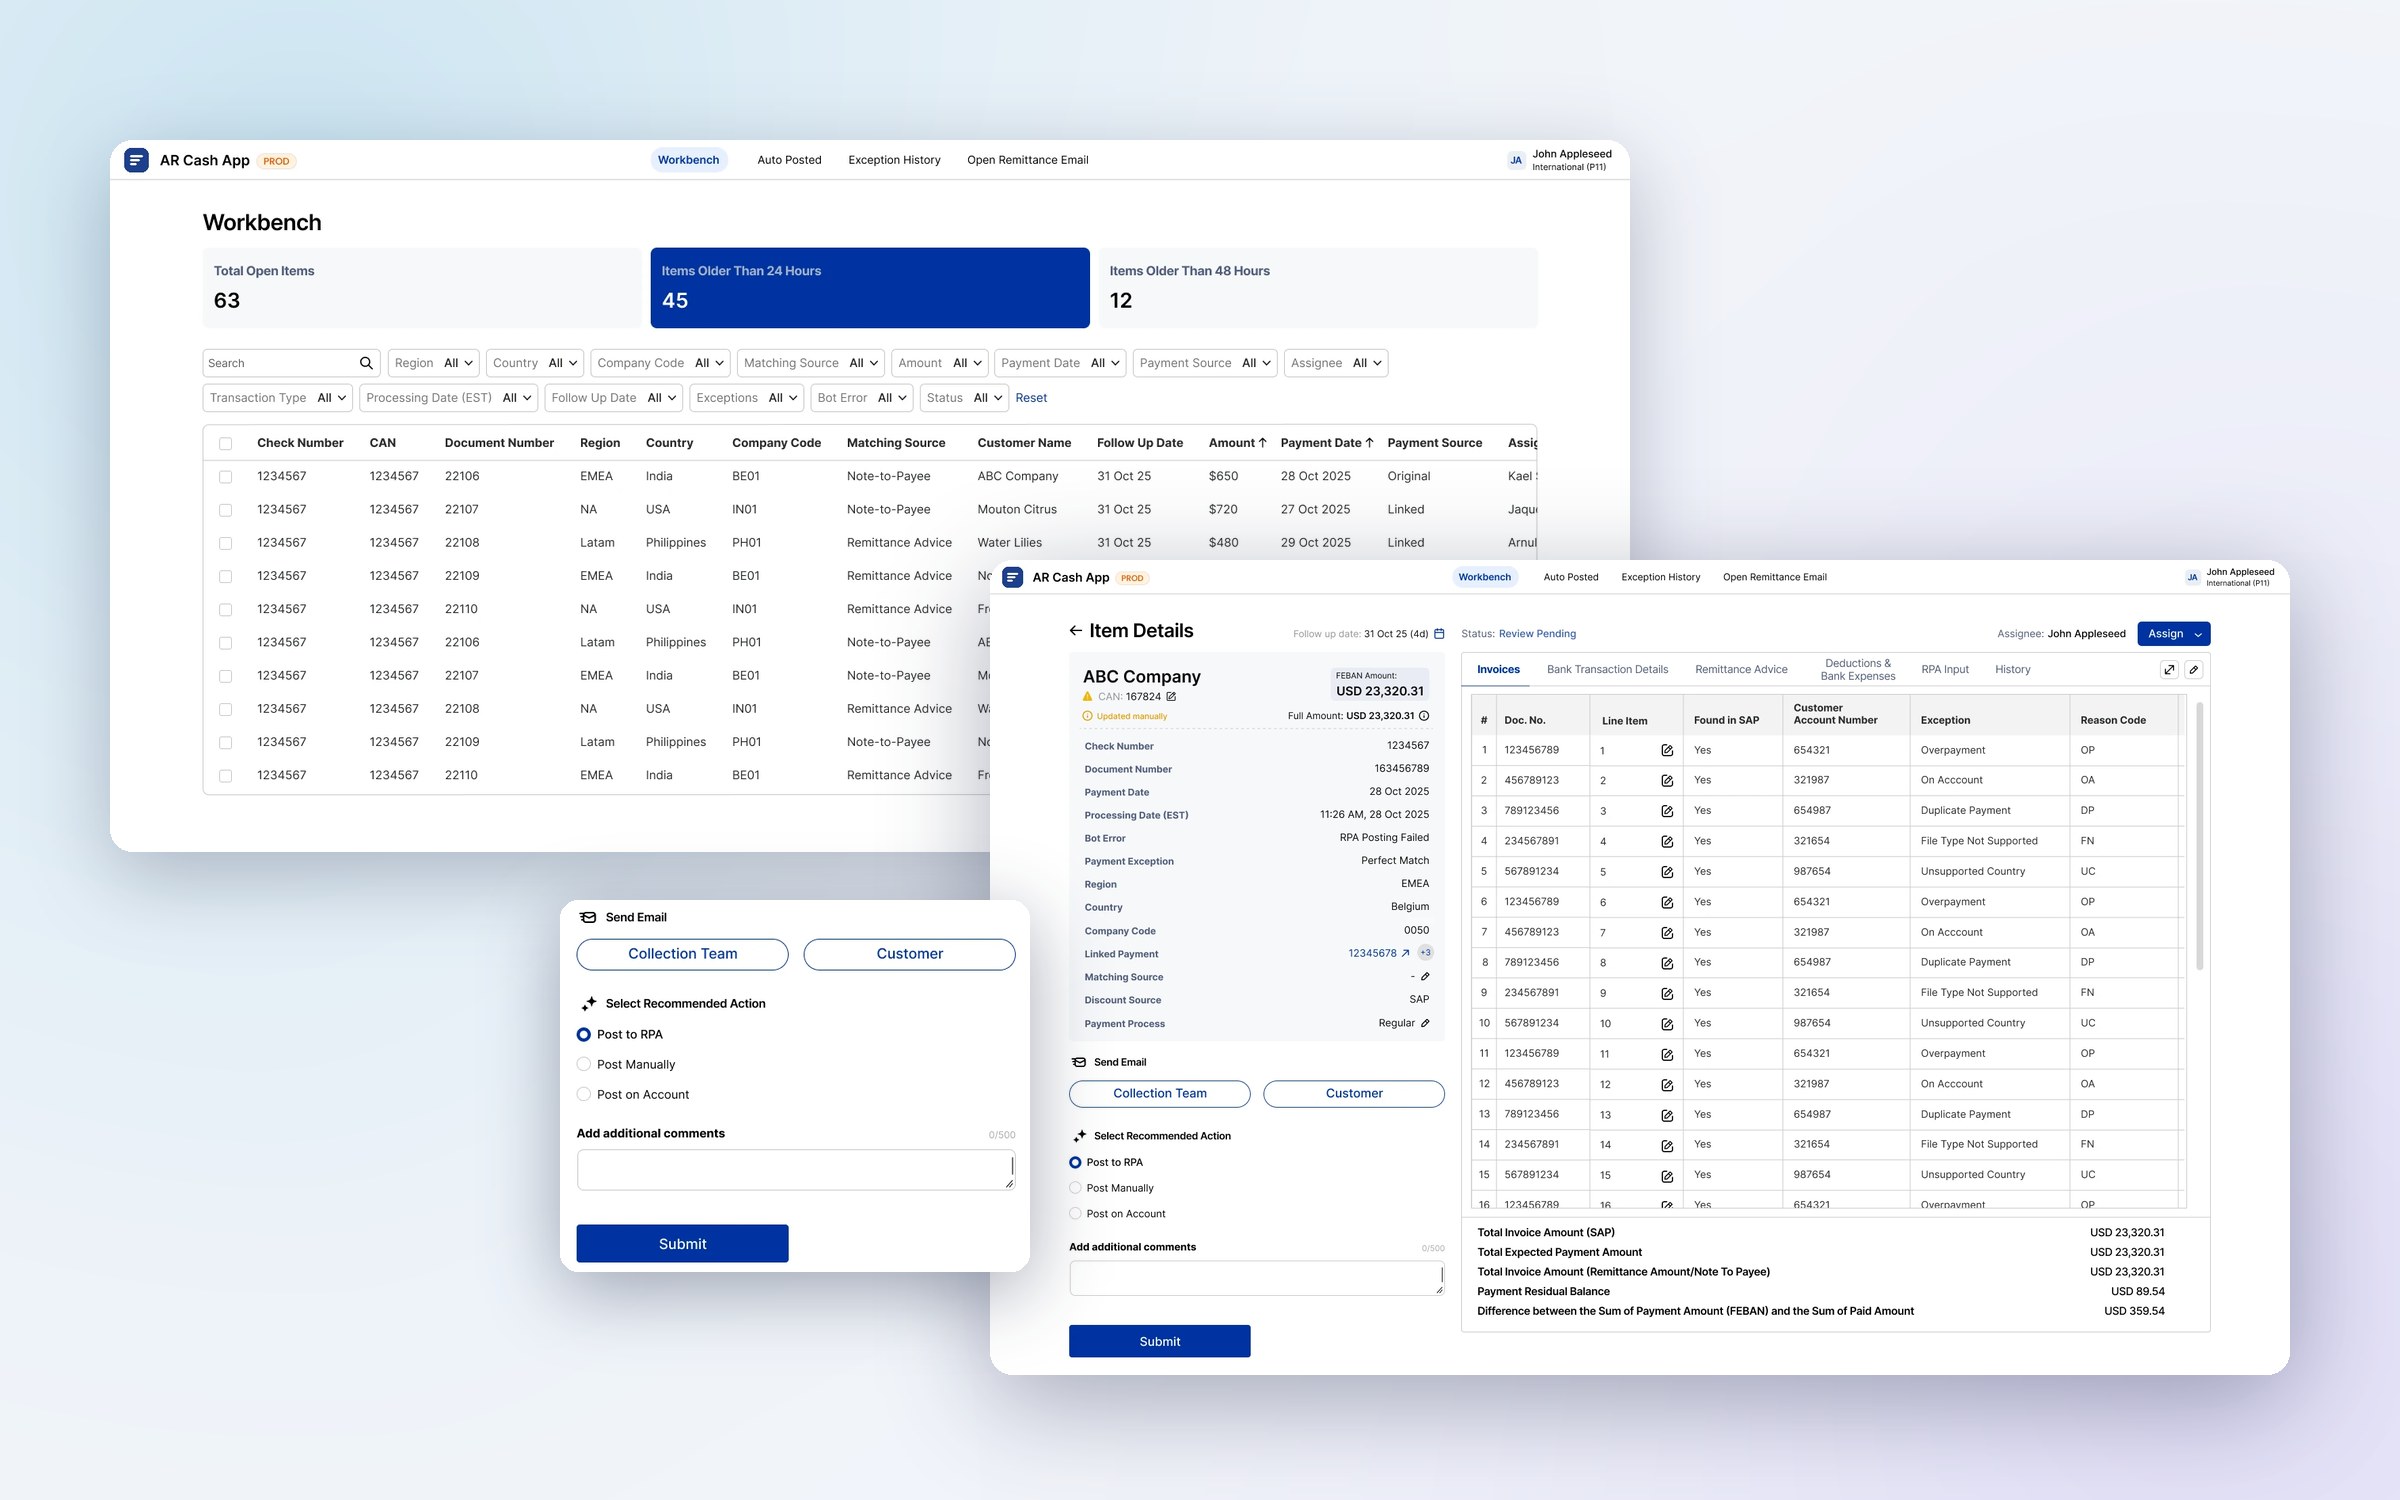 AR Cash App PROD Workbench Auto Posted Exception History Open Remittance Email JA John Appleseed
International (P11)
Workbench
Total Open Items
63
Items Older Than 24 Hours
45
Items Older Than 48 Hours
12
Search Region All Country All Company Code All Matching Source All Amount All Payment Date All Payment Source All Assignee All
Transaction Type All Processing Date (EST) All Follow Up Date All Exceptions All Bot Error All Status All Reset
Check Number CAN Document Number Region Country Company Code Matching Source Customer Name Follow Up Date Amount ↑ Payment Date ↑ Payment Source Assig
1234567 1234567 22106 EMEA India BE01 Note-to-Payee ABC Company 31 Oct 25 $650 28 Oct 2025 Original Kael
1234567 1234567 22107 NA USA IN01 Note-to-Payee Mouton Citrus 31 Oct 25 $720 27 Oct 2025 Linked Jaqu
1234567 1234567 22108 Latam Philippines PH01 Remittance Advice Water Lilies 31 Oct 25 $480 29 Oct 2025 Linked Arnul
1234567 1234567 22109 EMEA India BE01 Remittance Advice
1234567 1234567 22110 NA USA IN01 Remittance Advice
1234567 1234567 22106 Latam Philippines PH01 Note-to-Payee
1234567 1234567 22107 EMEA India BE01 Note-to-Payee
1234567 1234567 22108 NA USA IN01 Note-to-Payee
1234567 1234567 22109 Latam Philippines PH01 Note-to-Payee
1234567 1234567 22110 EMEA India BE01 Remittance Advice
Send Email
Collection Team Customer
Select Recommended Action
Post to RPA
Post Manually
Post on Account
Add additional comments 0/500
Submit
AR Cash App PROD Workbench Auto Posted Exception History Open Remittance Email JA John Appleseed
International (P11)
← Item Details Follow up date: 31 Oct 25 (4d)
ABC Company
CAN: 167824
Updated manually
FEBAN Amount:
USD 23,320.31
Full Amount: USD 23,320.31
Check Number 1234567
Document Number 163456789
Payment Date 28 Oct 2025
Processing Date (EST) 11:26 AM, 28 Oct 2025
Bot Error RPA Posting Failed
Payment Exception Perfect Match
Region EMEA
Country Belgium
Company Code 0050
Linked Payment 12345678 +3
Matching Source -
Discount Source SAP
Payment Process Regular
Send Email
Collection Team Customer
Select Recommended Action
Post to RPA
Post Manually
Post on Account
Add additional comments 0/500
Submit
Status: Review Pending Assignee: John Appleseed Assign
Invoices Bank Transaction Details Remittance Advice Deductions & Bank Expenses RPA Input History
# Doc. No. Line Item Found in SAP Customer Account Number Exception Reason Code
1 123456789 1 Yes 654321 Overpayment OP
2 456789123 2 Yes 321987 On Acccount OA
3 789123456 3 Yes 654987 Duplicate Payment DP
4 234567891 4 Yes 321654 File Type Not Supported FN
5 567891234 5 Yes 987654 Unsupported Country UC
6 123456789 6 Yes 654321 Overpayment OP
7 456789123 7 Yes 321987 On Acccount OA
8 789123456 8 Yes 654987 Duplicate Payment DP
9 234567891 9 Yes 321654 File Type Not Supported FN
10 567891234 10 Yes 987654 Unsupported Country UC
11 123456789 11 Yes 654321 Overpayment OP
12 456789123 12 Yes 321987 On Acccount OA
13 789123456 13 Yes 654987 Duplicate Payment DP
14 234567891 14 Yes 321654 File Type Not Supported FN
15 567891234 15 Yes 987654 Unsupported Country UC
16 123456789 16 Yes 654321 Overpayment OP
Total Invoice Amount (SAP) USD 23,320.31
Total Expected Payment Amount USD 23,320.31
Total Invoice Amount (Remittance Amount/Note To Payee) USD 23,320.31
Payment Residual Balance USD 89.54
Difference between the Sum of Payment Amount (FEBAN) and the Sum of Paid Amount USD 359.54